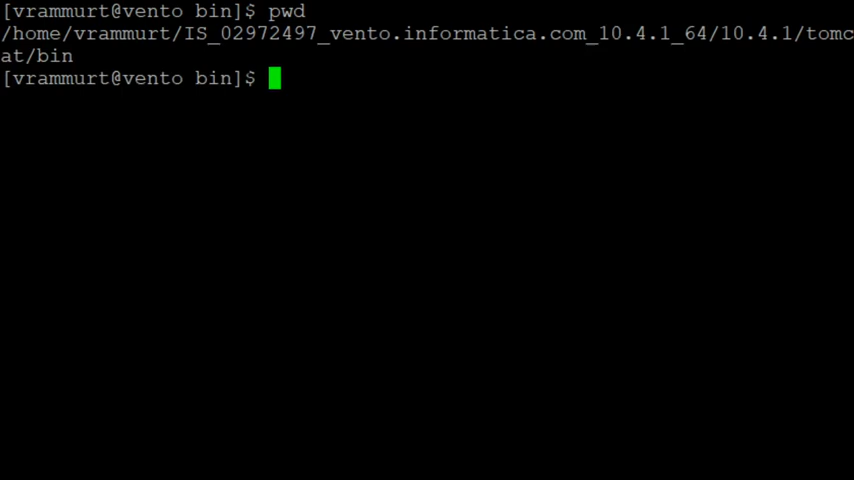 [vrammurt@vento bin]$ pwd
/home/vrammurt/IS_02972497_vento.informatica.com_10.4.1_64/10.4.1/tomc
at/bin
[vrammurt@vento bin]$